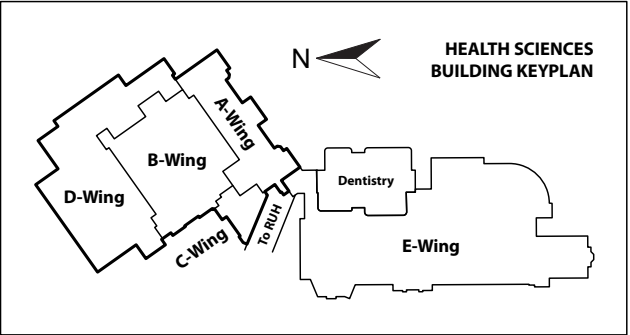 N
HEALTH SCIENCES
BUILDING KEYPLAN
A-Wing
B-Wing
D-Wing
C-Wing
To RUH
Dentistry
E-Wing